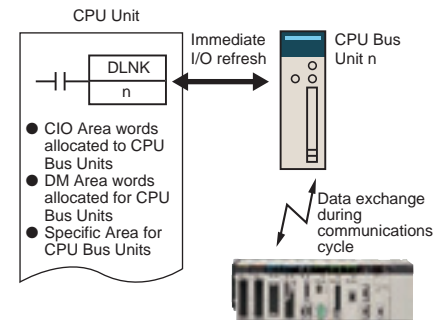 CPU Unit
DLNK
n
● CIO Area words
allocated to CPU
Bus Units
● DM Area words
allocated for CPU
Bus Units
● Specific Area for
CPU Bus Units
Immediate
I/O refresh
CPU Bus
Unit n
Data exchange
during
communications
cycle